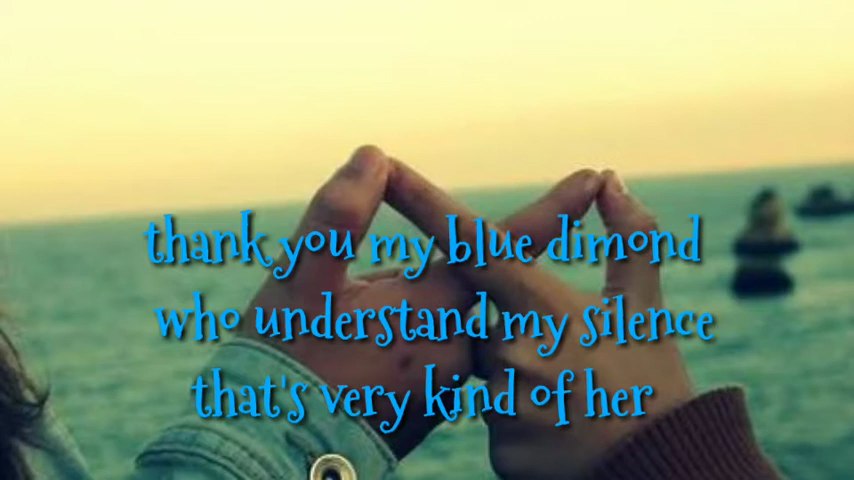 thank you my blue dimond
who understand my silence
that's very kind of her